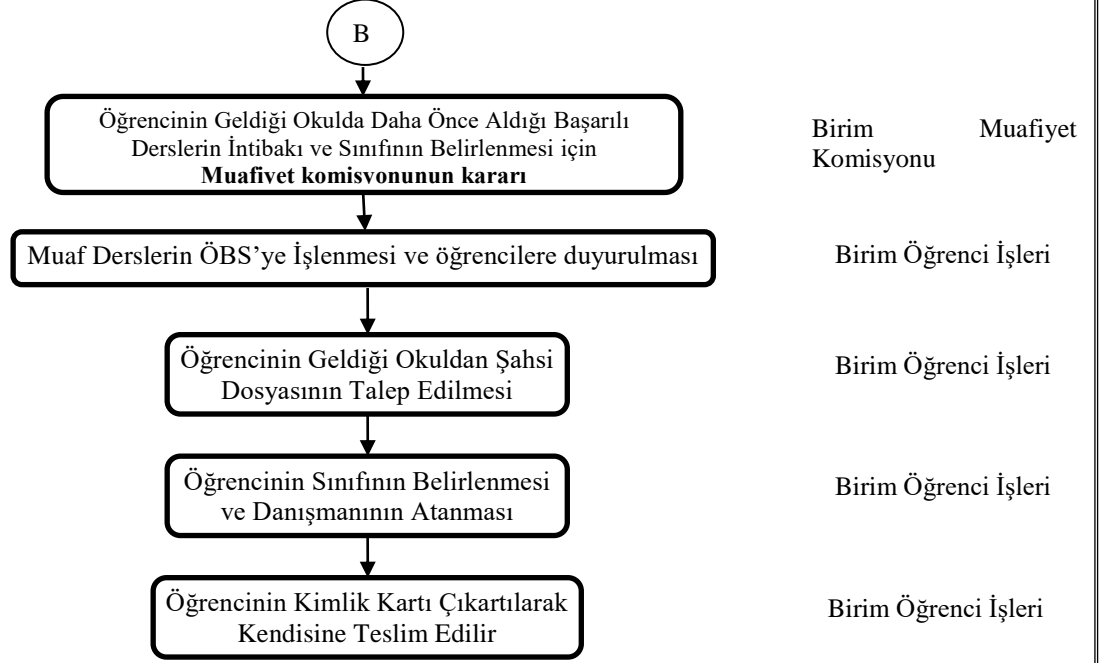 B
Öğrencinin Geldiği Okulda Daha Önce Aldığı Başarılı
Derslerin İntibakı ve Sınıfının Belirlenmesi için
Muafiyet komisyonunun kararı
Birim Muafiyet
Komisyonu
Muaf Derslerin ÖBS’ye İşlenmesi ve öğrencilere duyurulması
Birim Öğrenci İşleri
Öğrencinin Geldiği Okuldan Şahsi
Dosyasının Talep Edilmesi
Birim Öğrenci İşleri
Öğrencinin Sınıfının Belirlenmesi
ve Danışmanının Atanması
Birim Öğrenci İşleri
Öğrencinin Kimlik Kartı Çıkartılarak
Kendisine Teslim Edilir
Birim Öğrenci İşleri